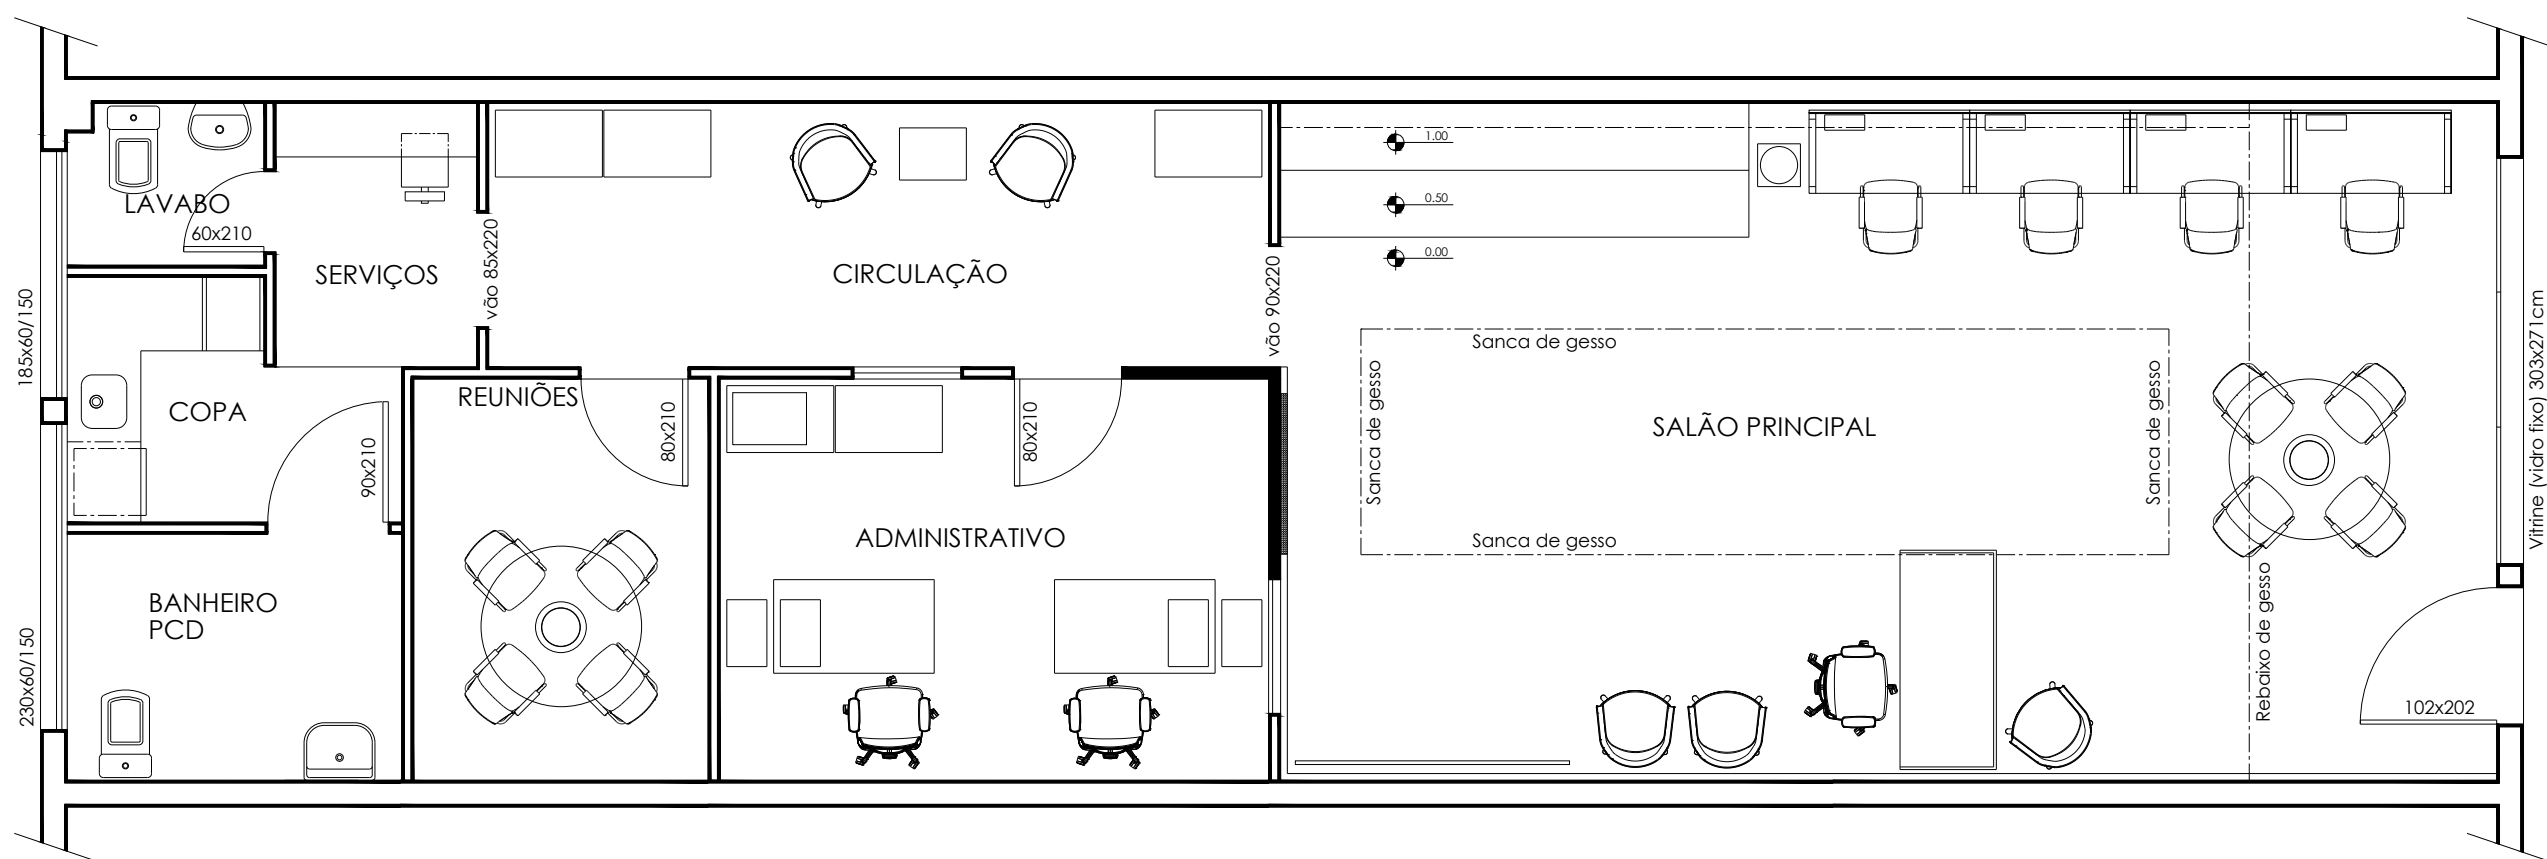 1.00
0.50
0.00
LAVABO
60x210
SERVIÇOS
vão 85x220
CIRCULAÇÃO
vão 90x220
185x60/150
COPA
90x210
REUNIÕES
80x210
80x210
ADMINISTRATIVO
BANHEIRO
PCD
230x60/150
Sanca de gesso
Sanca de gesso
SALÃO PRINCIPAL
Sanca de gesso
Sanca de gesso
Rebaixo de gesso
102x202
Vitrine (vidro fixo) 303x271cm